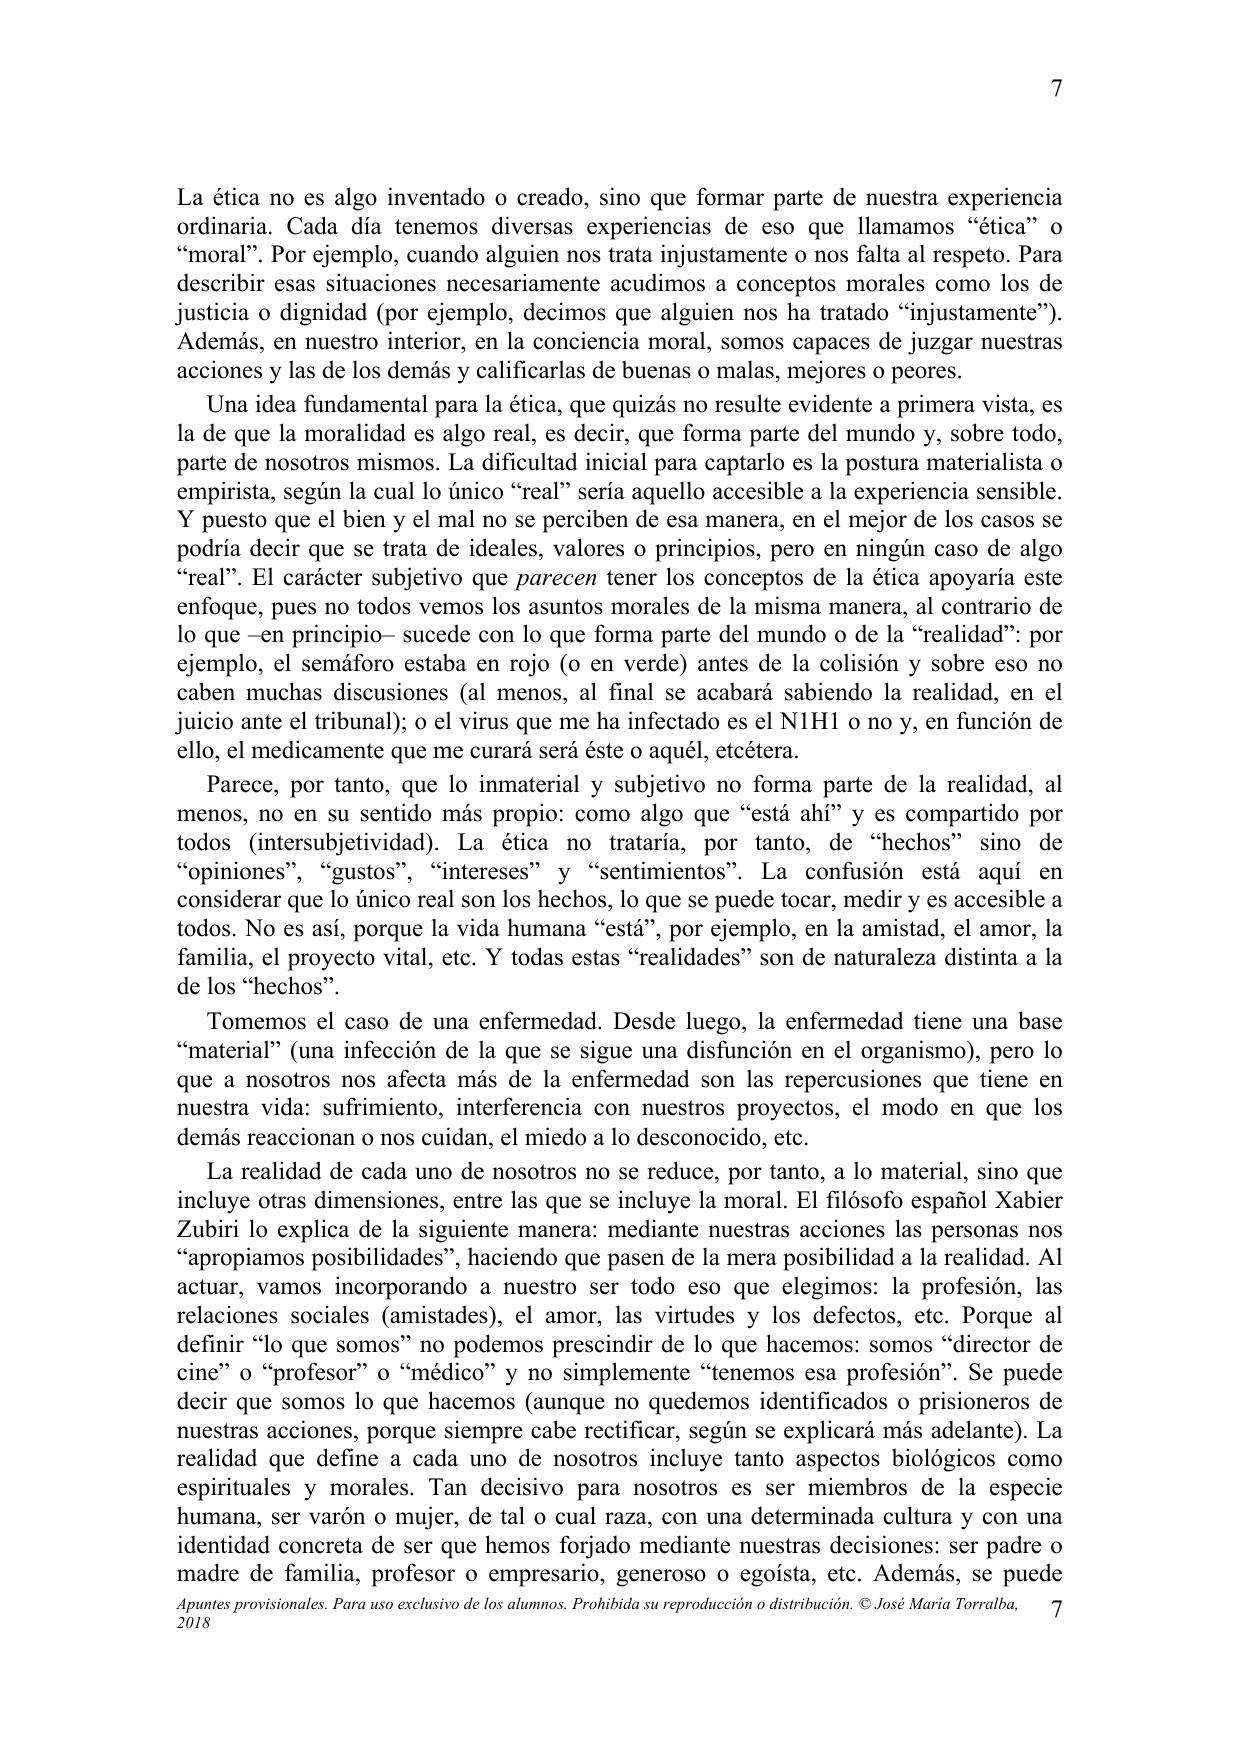 7
La ética no es algo inventado o creado, sino que formar parte de nuestra experiencia
ordinaria. Cada día tenemos diversas experiencias de eso que llamamos “ética” o
“moral”. Por ejemplo, cuando alguien nos trata injustamente o nos falta al respeto. Para
describir esas situaciones necesariamente acudimos a conceptos morales como los de
justicia o dignidad (por ejemplo, decimos que alguien nos ha tratado “injustamente”).
Además, en nuestro interior, en la conciencia moral, somos capaces de juzgar nuestras
acciones y las de los demás y calificarlas de buenas o malas, mejores o peores.
Una idea fundamental para la ética, que quizás no resulte evidente a primera vista, es
la de que la moralidad es algo real, es decir, que forma parte del mundo y, sobre todo,
parte de nosotros mismos. La dificultad inicial para captarlo es la postura materialista o
empirista, según la cual lo único “real” sería aquello accesible a la experiencia sensible.
Y puesto que el bien y el mal no se perciben de esa manera, en el mejor de los casos se
podría decir que se trata de ideales, valores o principios, pero en ningún caso de algo
“real”. El carácter subjetivo que parecen tener los conceptos de la ética apoyaría este
enfoque, pues no todos vemos los asuntos morales de la misma manera, al contrario de
lo que –en principio– sucede con lo que forma parte del mundo o de la “realidad”: por
ejemplo, el semáforo estaba en rojo (o en verde) antes de la colisión y sobre eso no
caben muchas discusiones (al menos, al final se acabará sabiendo la realidad, en el
juicio ante el tribunal); o el virus que me ha infectado es el N1H1 o no y, en función de
ello, el medicamente que me curará será éste o aquél, etcétera.
Parece, por tanto, que lo inmaterial y subjetivo no forma parte de la realidad, al
menos, no en su sentido más propio: como algo que “está ahí” y es compartido por
todos (intersubjetividad). La ética no trataría, por tanto, de “hechos” sino de
“opiniones”, “gustos”, “intereses” y “sentimientos”. La confusión está aquí en
considerar que lo único real son los hechos, lo que se puede tocar, medir y es accesible a
todos. No es así, porque la vida humana “está”, por ejemplo, en la amistad, el amor, la
familia, el proyecto vital, etc. Y todas estas “realidades” son de naturaleza distinta a la
de los “hechos”.
Tomemos el caso de una enfermedad. Desde luego, la enfermedad tiene una base
“material” (una infección de la que se sigue una disfunción en el organismo), pero lo
que a nosotros nos afecta más de la enfermedad son las repercusiones que tiene en
nuestra vida: sufrimiento, interferencia con nuestros proyectos, el modo en que los
demás reaccionan o nos cuidan, el miedo a lo desconocido, etc.
La realidad de cada uno de nosotros no se reduce, por tanto, a lo material, sino que
incluye otras dimensiones, entre las que se incluye la moral. El filósofo español Xabier
Zubiri lo explica de la siguiente manera: mediante nuestras acciones las personas nos
“apropiamos posibilidades”, haciendo que pasen de la mera posibilidad a la realidad. Al
actuar, vamos incorporando a nuestro ser todo eso que elegimos: la profesión, las
relaciones sociales (amistades), el amor, las virtudes y los defectos, etc. Porque al
definir “lo que somos” no podemos prescindir de lo que hacemos: somos “director de
cine” o “profesor” o “médico” y no simplemente “tenemos esa profesión”. Se puede
decir que somos lo que hacemos (aunque no quedemos identificados o prisioneros de
nuestras acciones, porque siempre cabe rectificar, según se explicará más adelante). La
realidad que define a cada uno de nosotros incluye tanto aspectos biológicos como
espirituales y morales. Tan decisivo para nosotros es ser miembros de la especie
humana, ser varón o mujer, de tal o cual raza, con una determinada cultura y con una
identidad concreta de ser que hemos forjado mediante nuestras decisiones: ser padre o
madre de familia, profesor o empresario, generoso o egoísta, etc. Además, se puede
Apuntes provisionales. Para uso exclusivo de los alumnos. Prohibida su reproducción o distribución. © José María Torralba,
2018
7